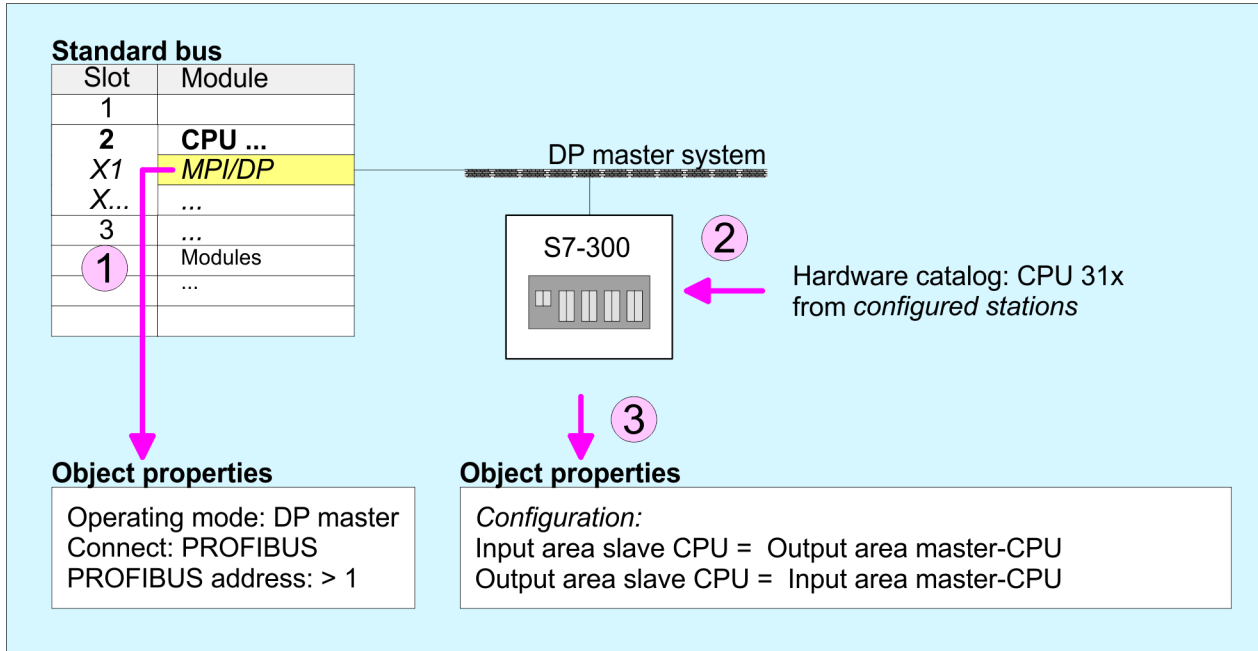 Standard bus
Slot Module
1
2 CPU ...
X1 MPI/DP
X... ...
3 ...
Modules
...
1
DP master system
S7-300
2
Hardware catalog: CPU 31x
from configured stations
3
Object properties
Operating mode: DP master
Connect: PROFIBUS
PROFIBUS address: > 1
Object properties
Configuration:
Input area slave CPU = Output area master-CPU
Output area slave CPU = Input area master-CPU